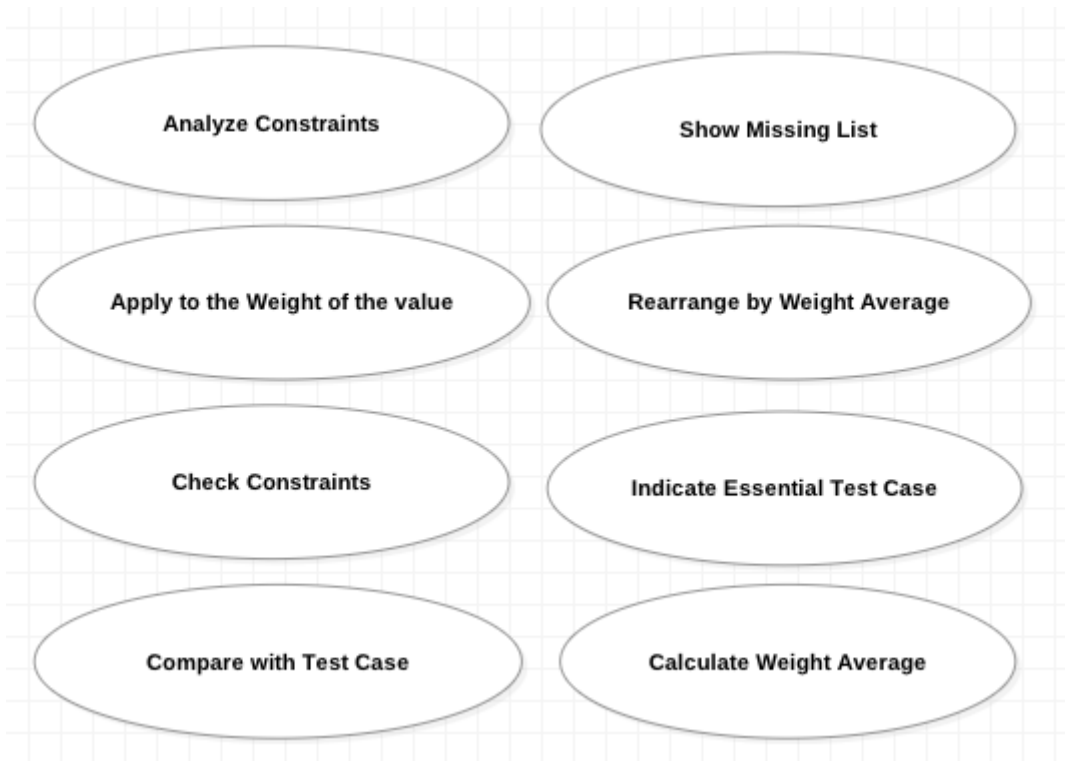 Analyze Constraints
Show Missing List
Apply to the Weight of the value
Rearrange by Weight Average
Check Constraints
Indicate Essential Test Case
Compare with Test Case
Calculate Weight Average